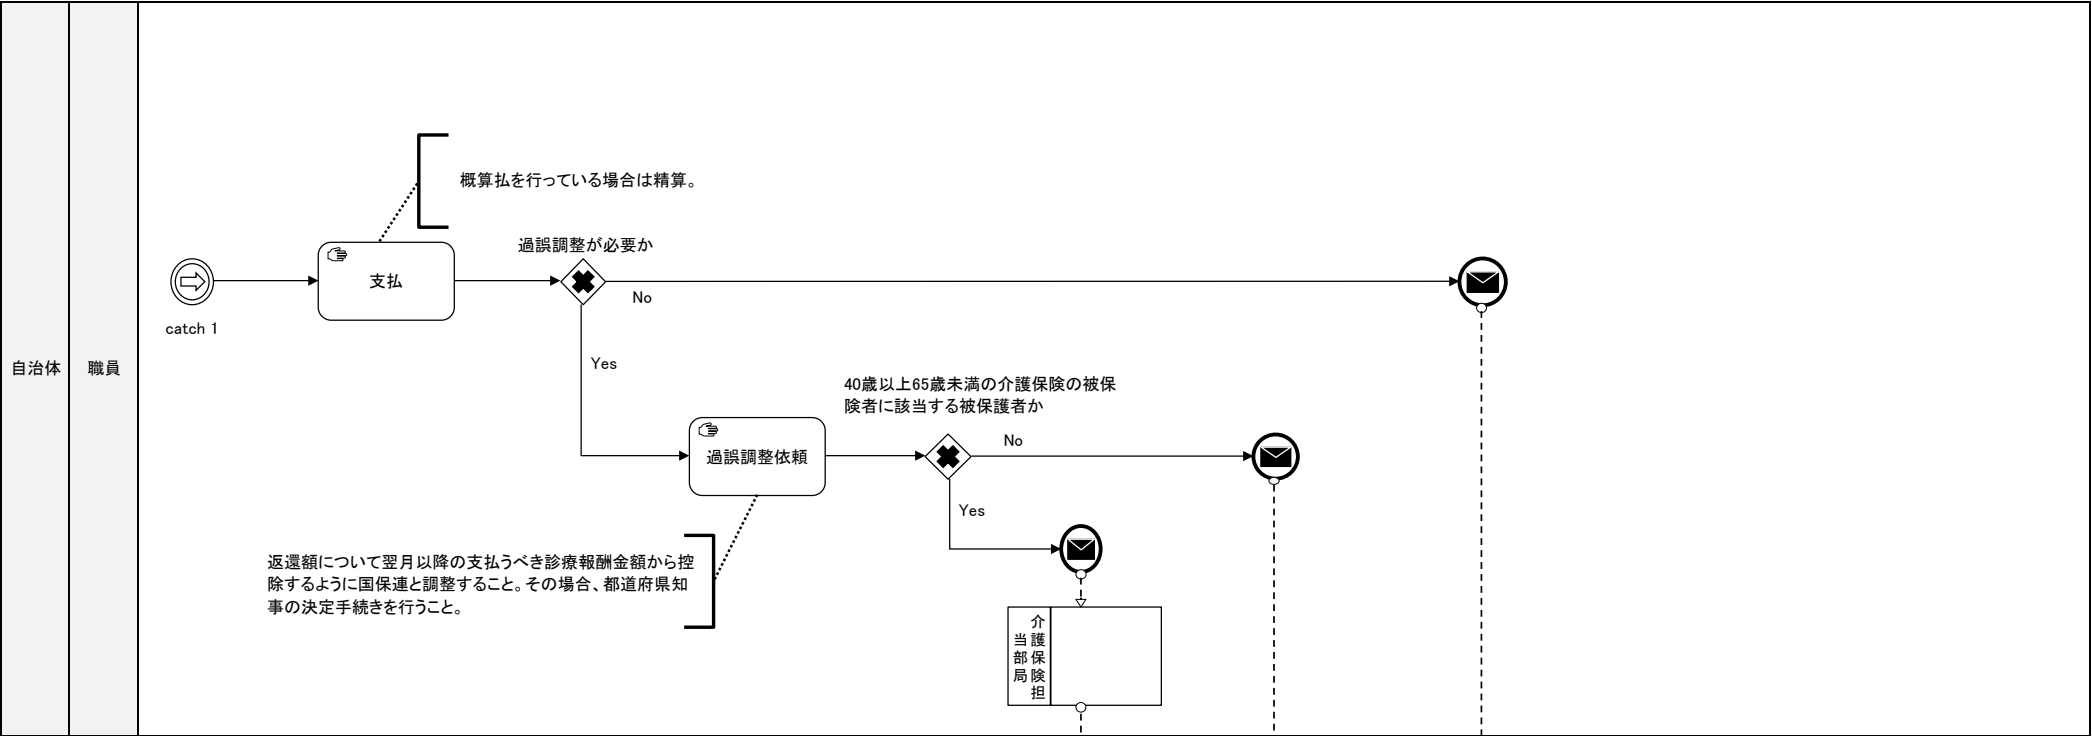 自治体
職員
概算払を行っている場合は精算。
過誤調整が必要か
支払
No
catch 1
Yes
40歳以上65歳未満の介護保険の被保
険者に該当する被保護者か
No
過誤調整依頼
Yes
返還額について翌月以降の支払うべき診療報酬金額から控
除するように国保連と調整すること。その場合、都道府県知
事の決定手続きを行うこと。
介護保険担
当部局